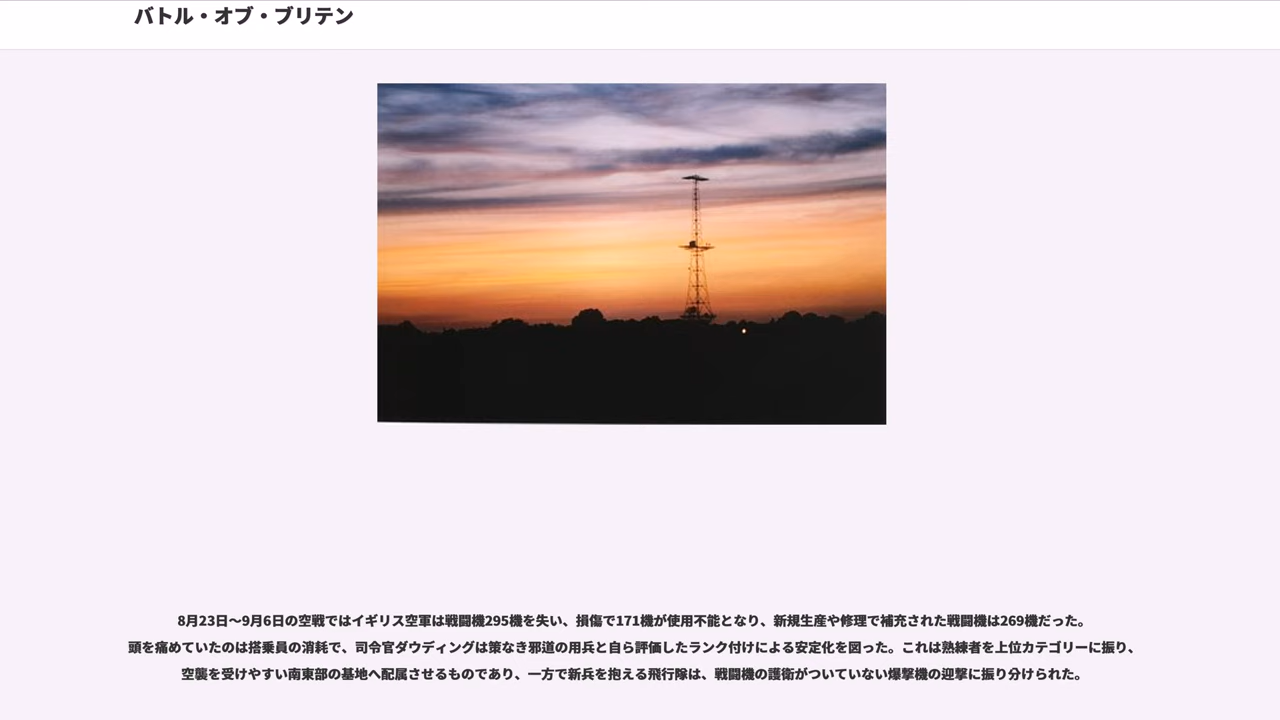 バトル・オブ・ブリテン
8月23日〜9月6日の空戦ではイギリス空軍は戦闘機295機を失い、損傷で171機が使用不能となり、新規生産や修理で補充された戦闘機は269機だった。
頭を痛めていたのは搭乗員の消耗で、司令官ダウディングは策なき邪道の用兵と自ら評価したランク付けによる安定化を図った。これは熟練者を上位カテゴリーに振り、
空襲を受けやすい南東部の基地へ配属させるものであり、一方で新兵を抱える飛行隊は、戦闘機の護衛がついていない爆撃機の迎撃に振り分けられた。